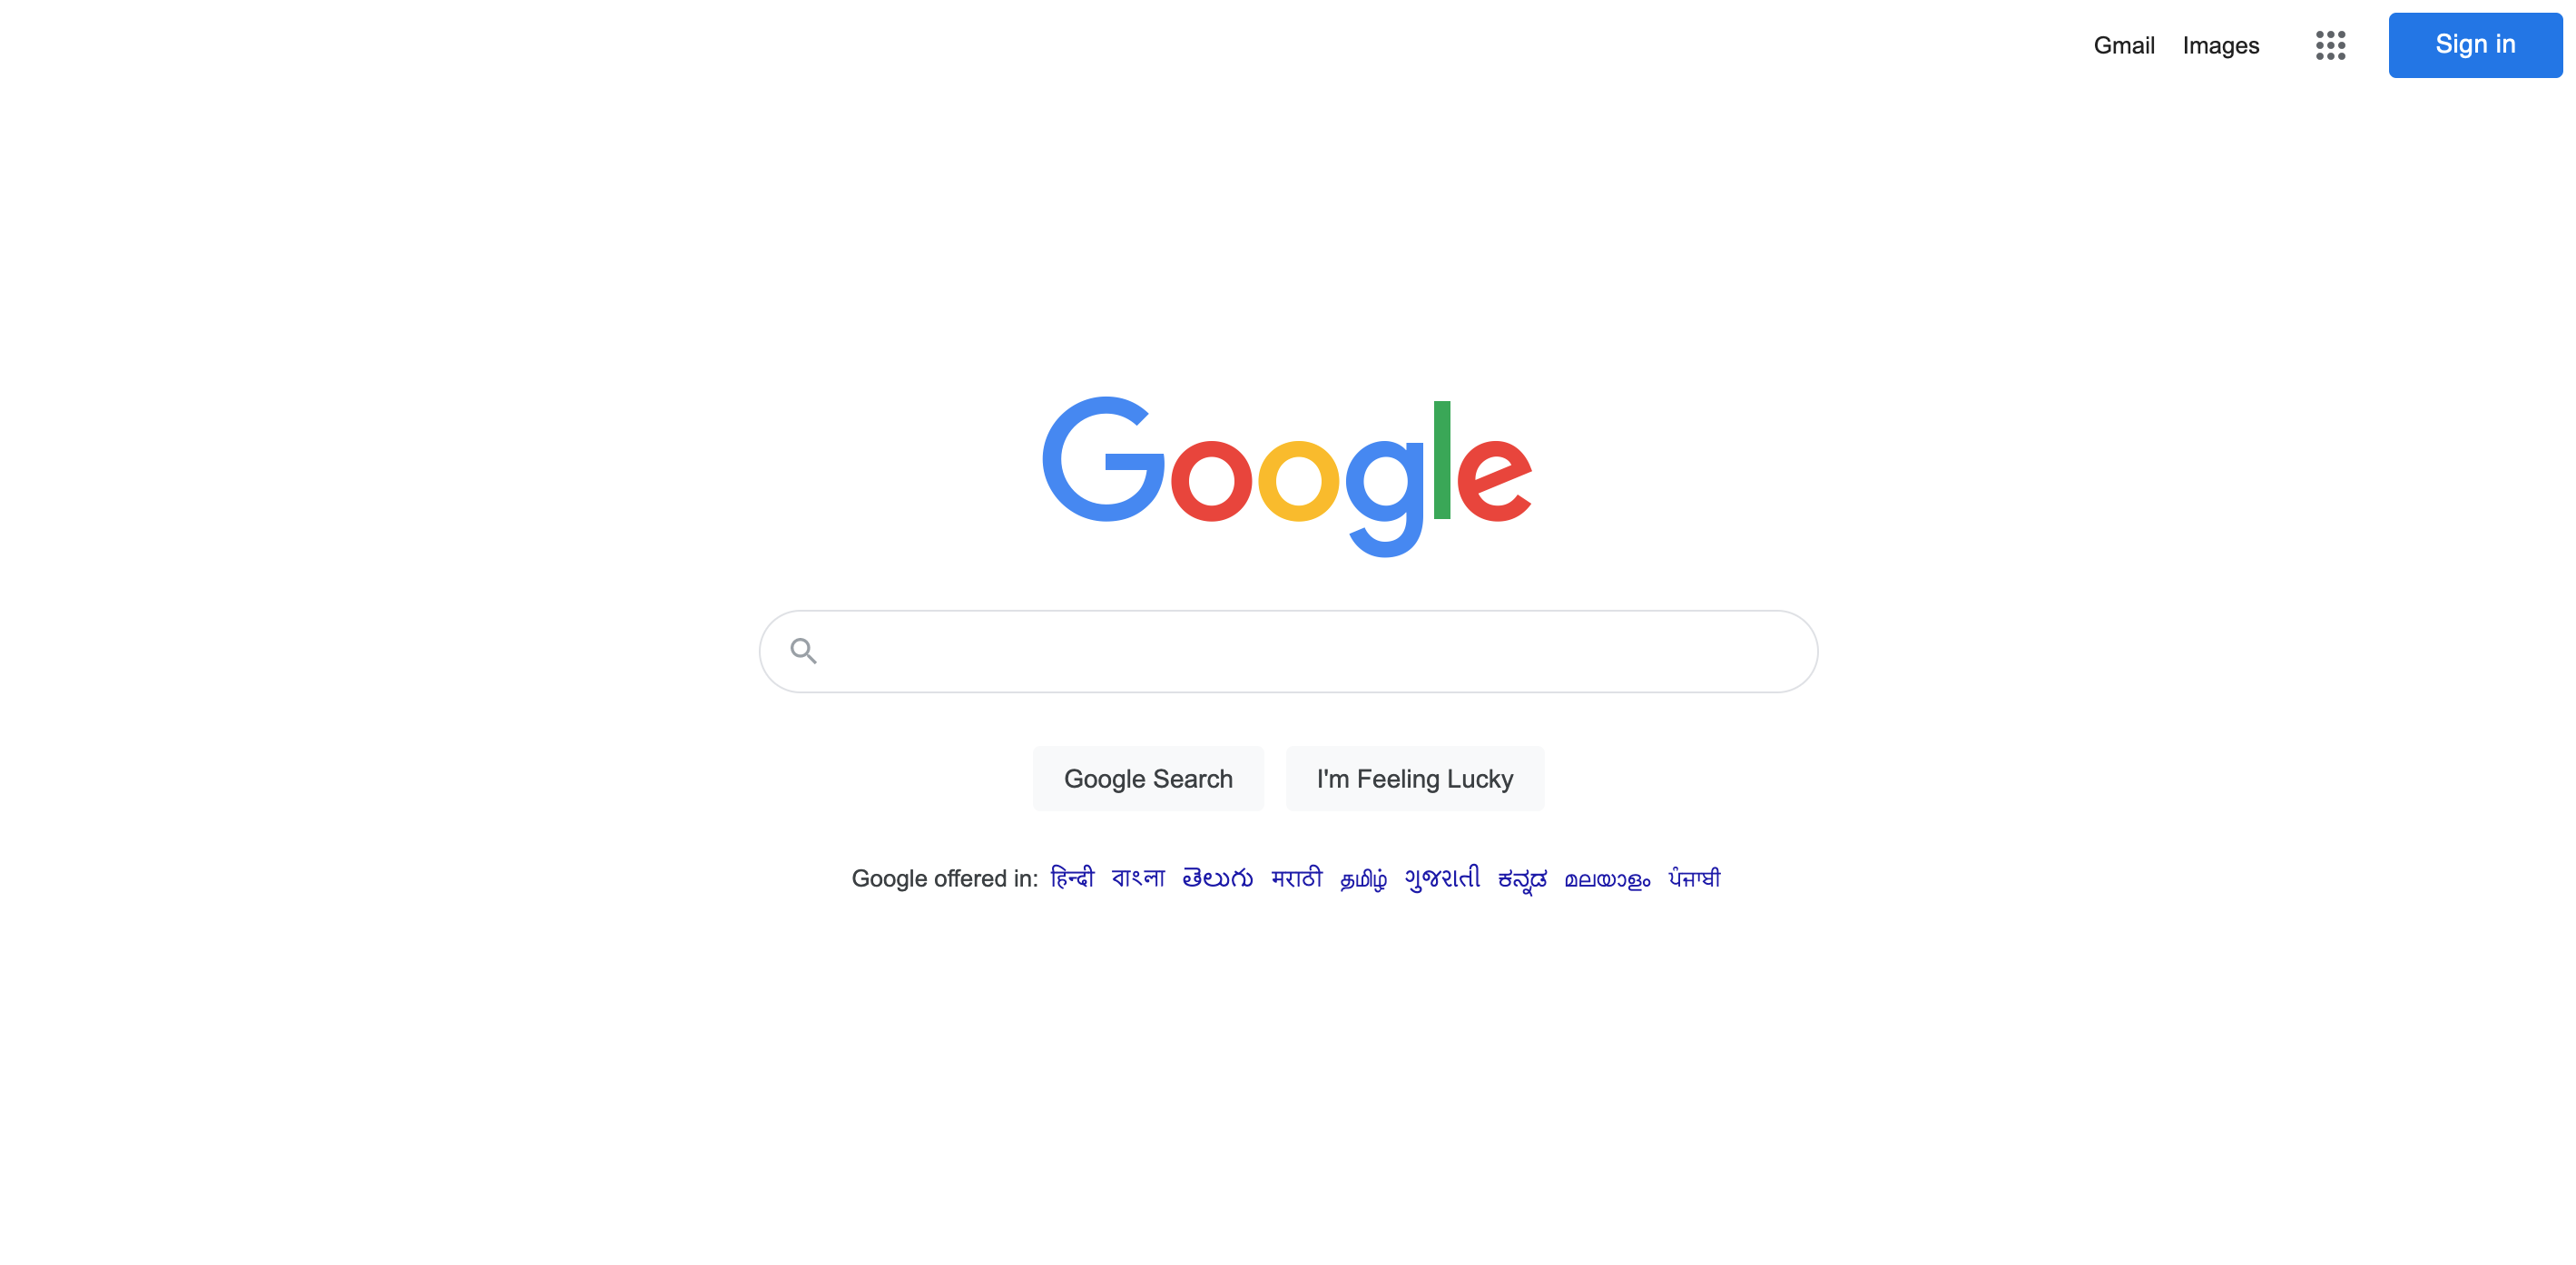 Gmail Images Sign in
Google
Google Search I'm Feeling Lucky
Google offered in: हिन्दी বাংলা తెలుగు मराठी தமிழ் ગુજરાતી ಕನ್ನಡ മലയാളം ਪੰਜਾਬੀ